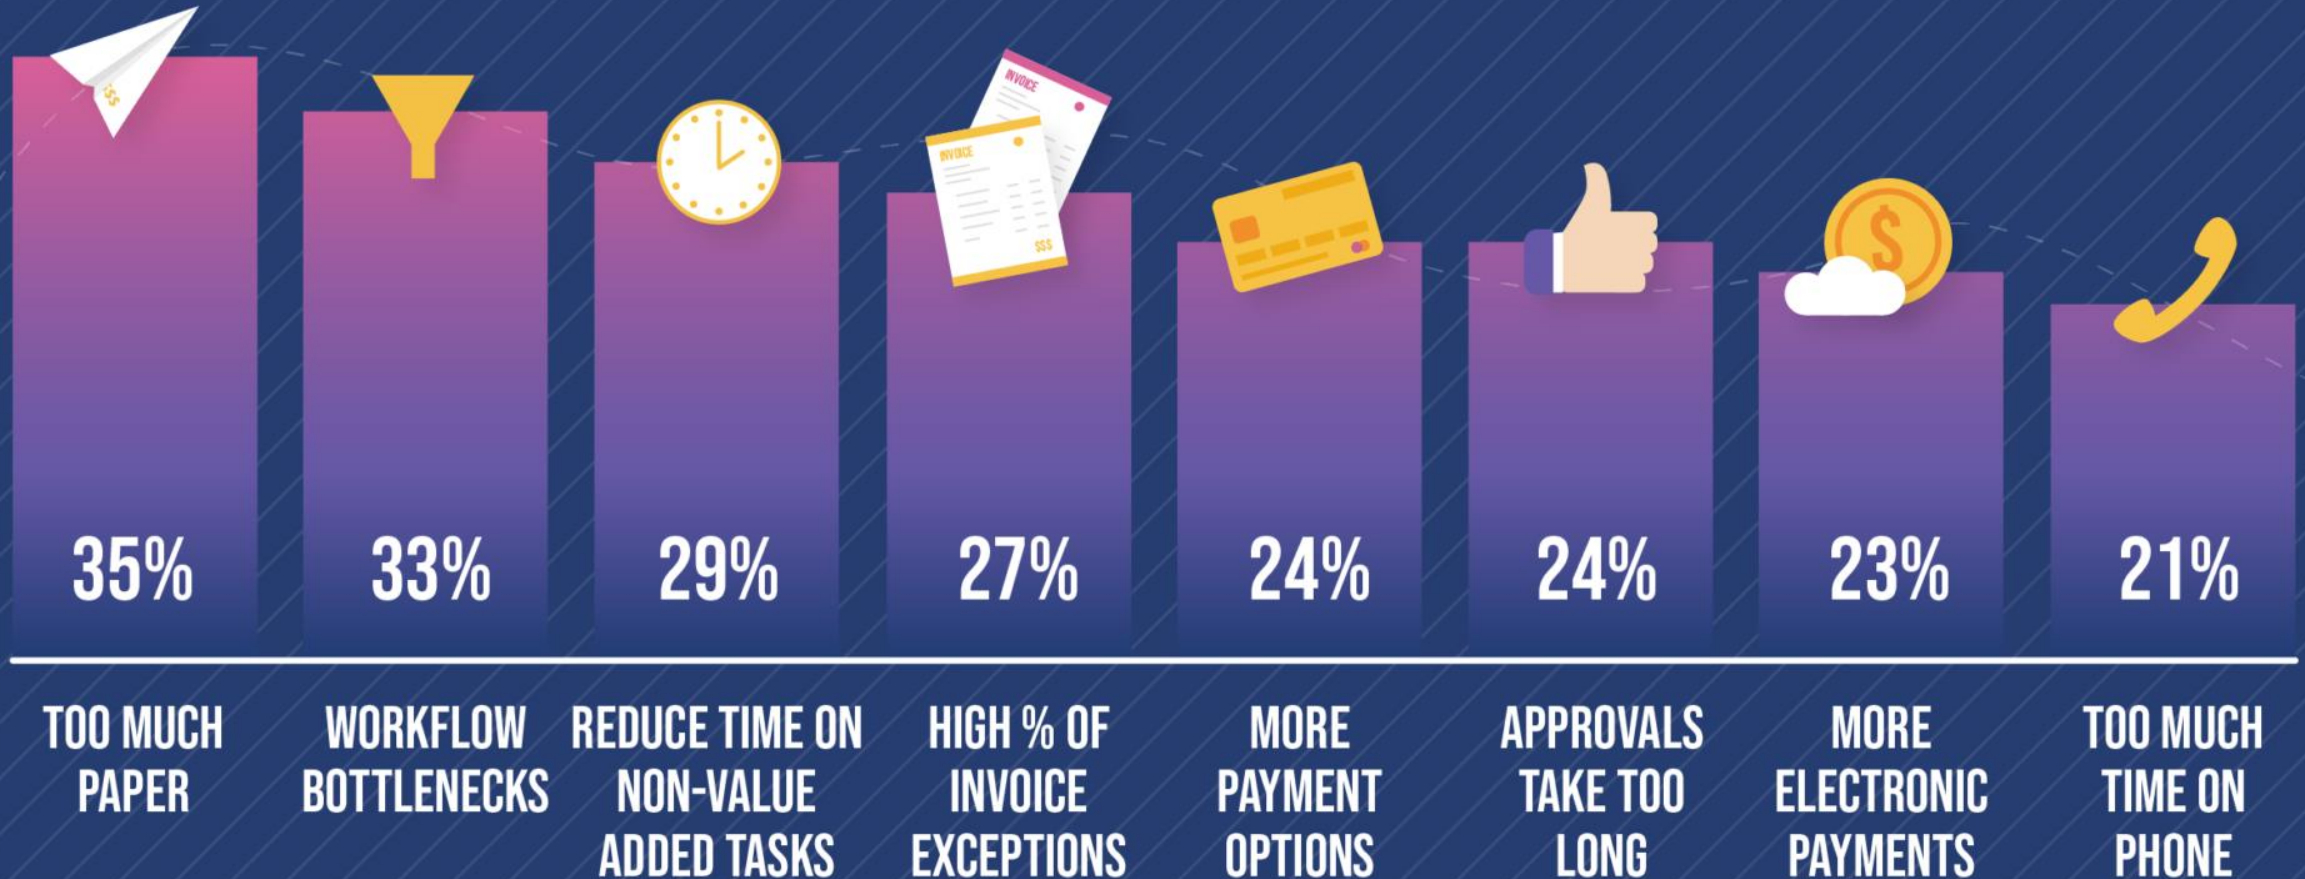 $$$
INVOICE
INVOICE
$$$
$
35%
33%
29%
27%
24%
24%
23%
21%
TOO MUCH
PAPER
WORKFLOW
BOTTLENECKS
REDUCE TIME ON
NON-VALUE
ADDED TASKS
HIGH % OF
INVOICE
EXCEPTIONS
MORE
PAYMENT
OPTIONS
APPROVALS
TAKE TOO
LONG
MORE
ELECTRONIC
PAYMENTS
TOO MUCH
TIME ON
PHONE